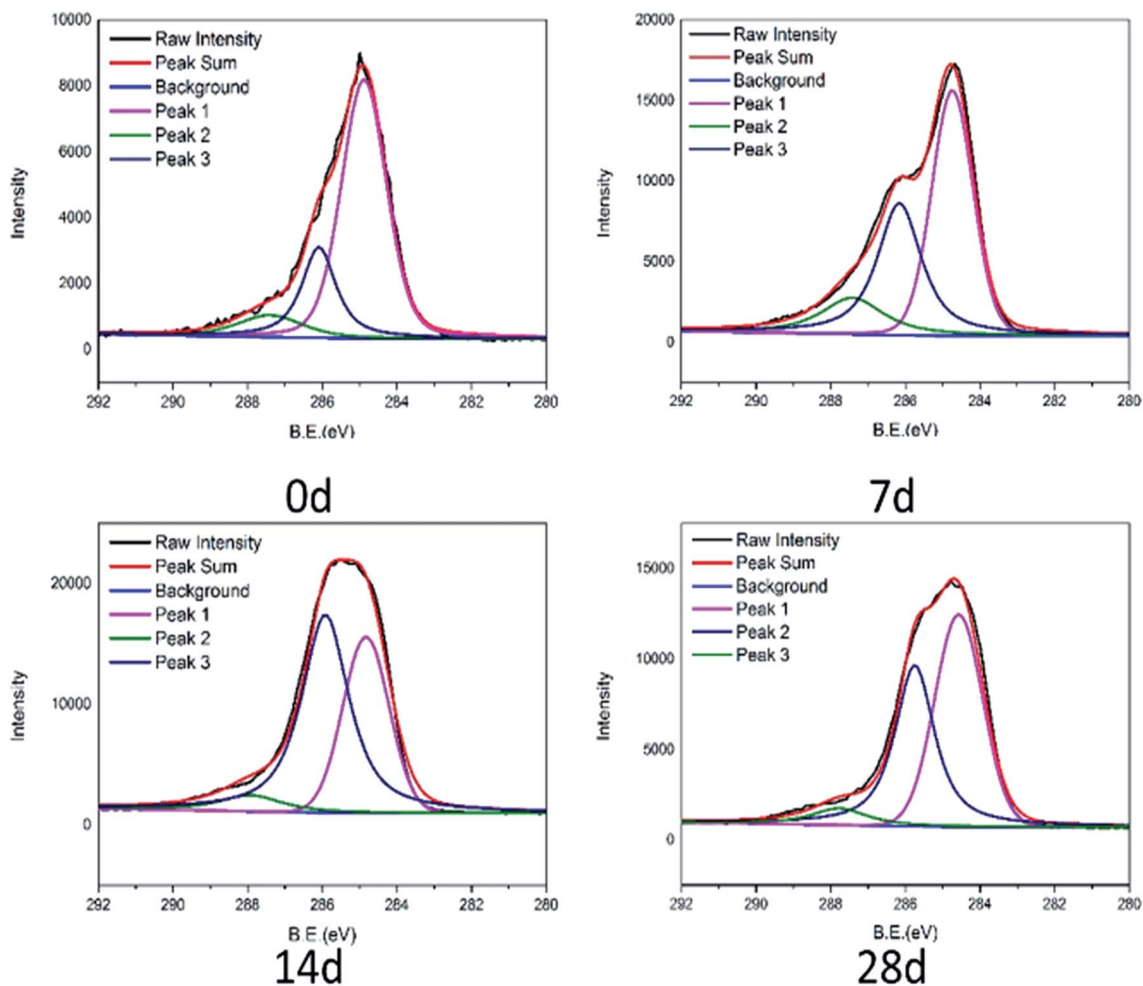 10000
8000
6000
4000
2000
0
Intensity
Raw Intensity
Peak Sum
Background
Peak 1
Peak 2
Peak 3
292 290 288 286 284 282 280
B.E.(eV)
0d
20000
15000
10000
5000
0
Intensity
Raw Intensity
Peak Sum
Background
Peak 1
Peak 2
Peak 3
292 290 288 286 284 282 280
B.E.(eV)
7d
20000
10000
0
Intensity
Raw Intensity
Peak Sum
Background
Peak 1
Peak 2
Peak 3
292 290 288 286 284 282 280
B.E.(eV)
14d
15000
10000
5000
0
Intensity
Raw Intensity
Peak Sum
Background
Peak 1
Peak 2
Peak 3
292 290 288 286 284 282 280
B.E.(eV)
28d